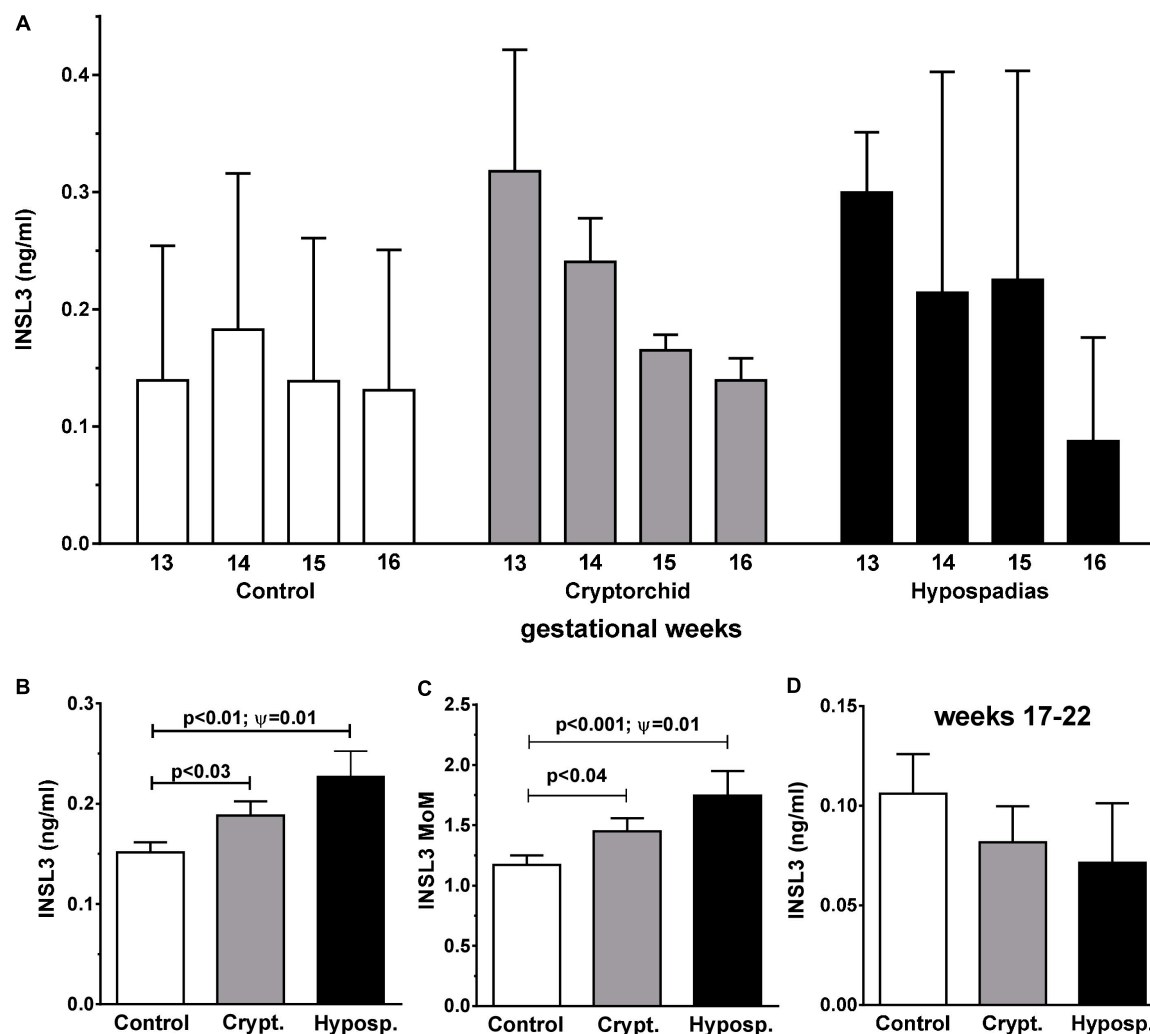 A
INSL3 (ng/ml)
0.4
0.3
0.2
0.1
0.0
13 14 15 16 13 14 15 16 13 14 15 16
Control Cryptorchid Hypospadias
gestational weeks
B
INSL3 (ng/ml)
0.3
0.2
0.1
0.0
p<0.01; ψ=0.01
p<0.03
Control Crypt. Hyposp.
C
INSL3 MoM
2.5
2.0
1.5
1.0
0.5
0.0
p<0.001; ψ=0.01
p<0.04
Control Crypt. Hyposp.
D
weeks 17-22
INSL3 (ng/ml)
0.15
0.10
0.05
0.00
Control Crypt. Hyposp.